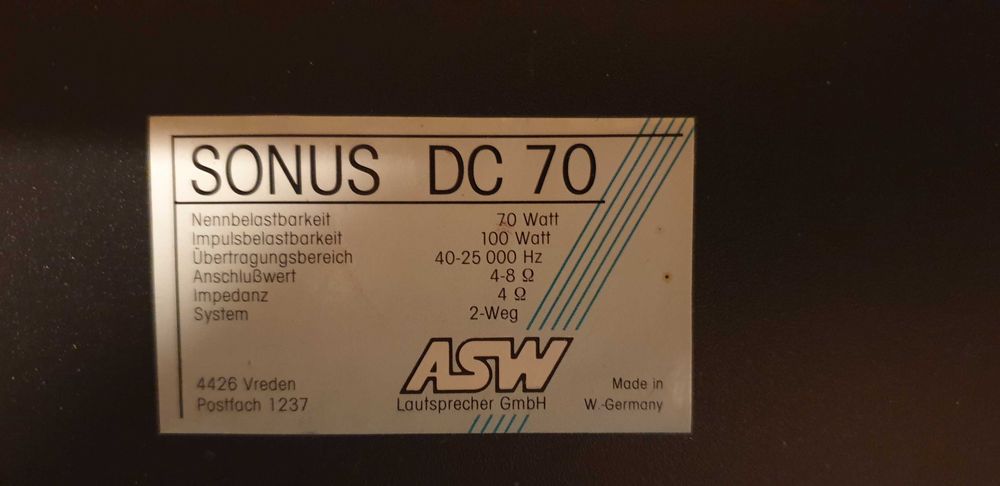 SONUS DC 70
Nennbelastbarkeit 70 Watt
Impulsbelastbarkeit 100 Watt
Übertragungsbereich 40-25 000 Hz
Anschlußwert 4-8 Ω
Impedanz 4 Ω
System 2-Weg
ASW
4426 Vreden
Postfach 1237
Lautsprecher GmbH
Made in
W.-Germany